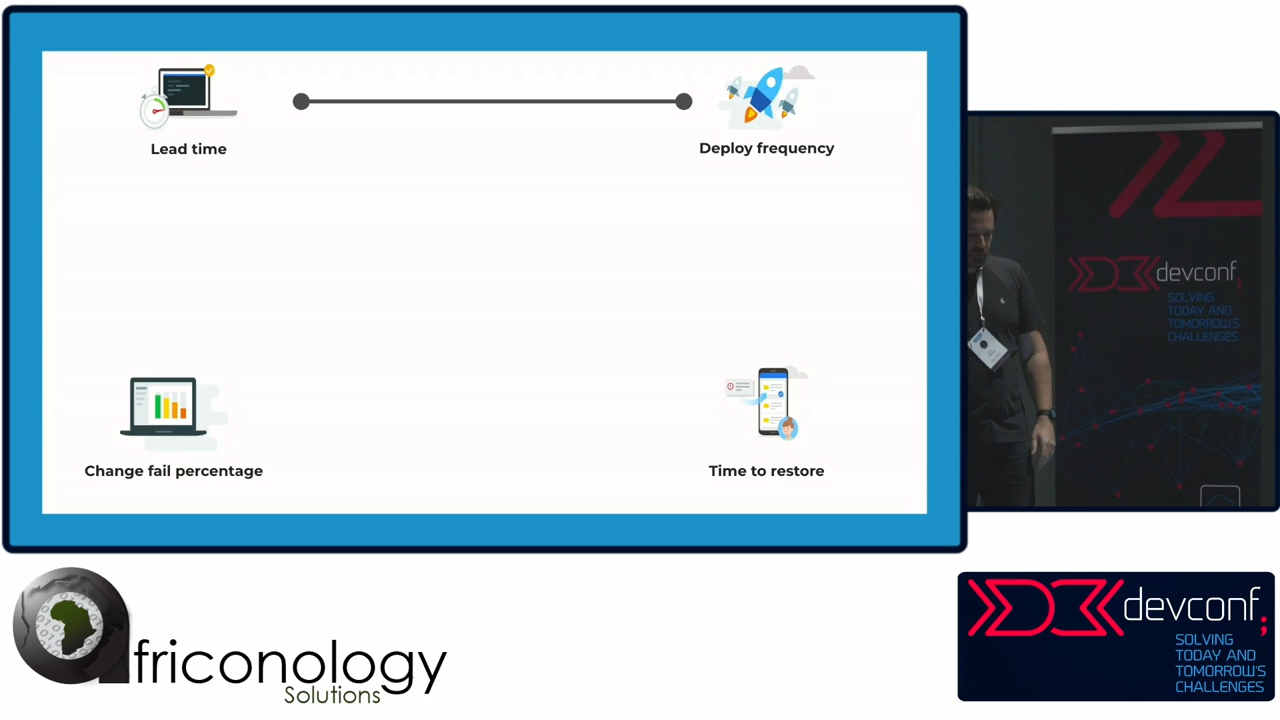 Lead time
Deploy frequency
Change fail percentage
Time to restore
devconf;
SOLVING
TODAY AND
TOMORROW'S
CHALLENGES
africonology
Solutions
devconf;
SOLVING
TODAY AND
TOMORROW'S
CHALLENGES